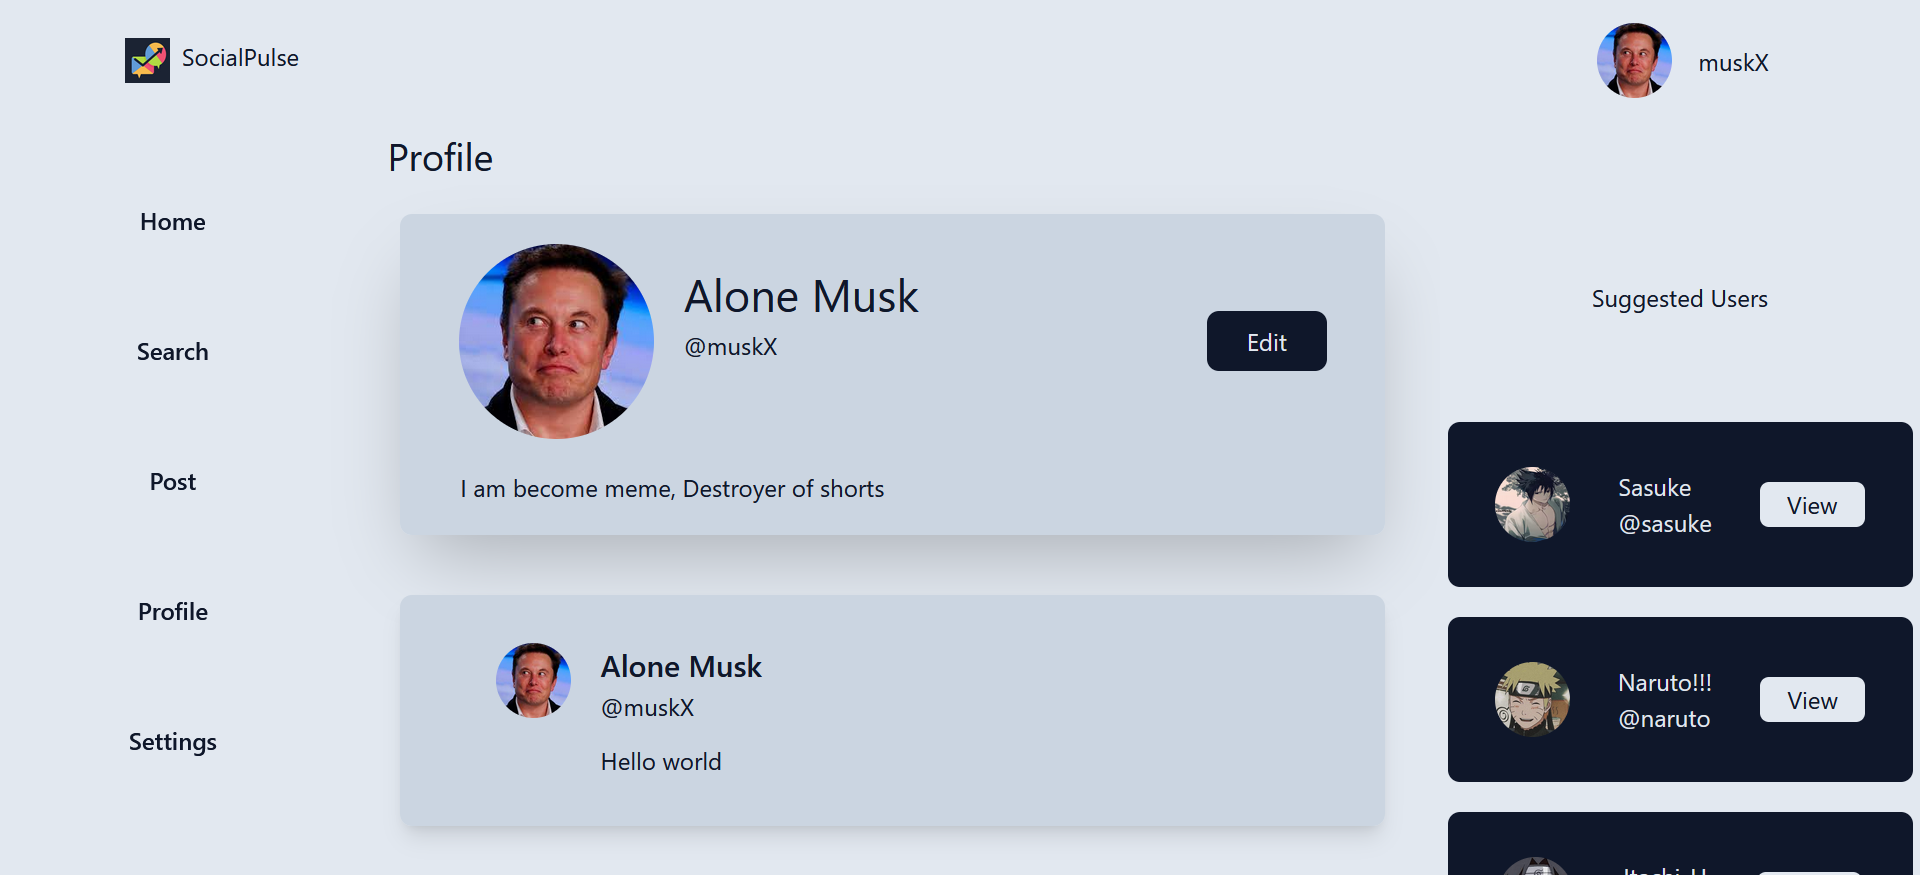 SocialPulse
muskX
Profile
Home
Search
Post
Profile
Settings
Alone Musk
@muskX
Edit
I am become meme, Destroyer of shorts
Alone Musk
@muskX
Hello world
Suggested Users
Sasuke
@sasuke
View
Naruto!!!
@naruto
View